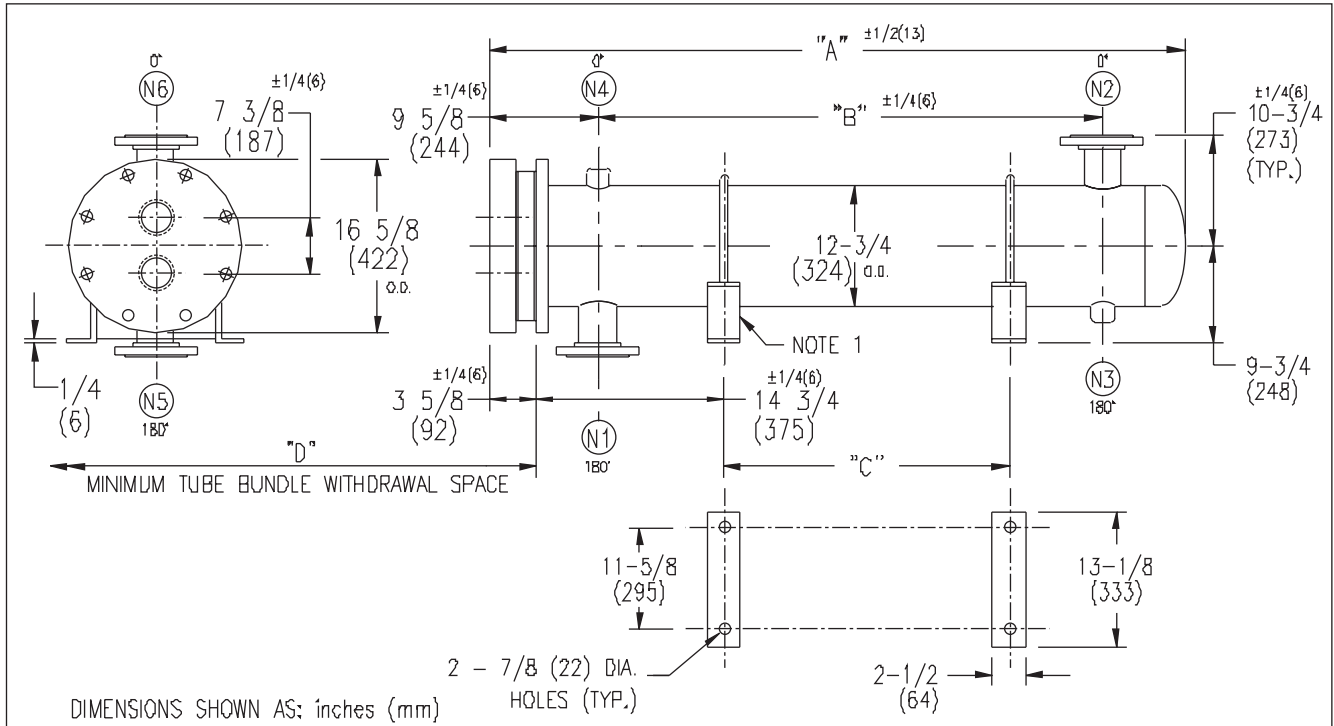 "A" ±1/2(13)
0°
N6
±1/4(6)
7 3/8
(187)
±1/4(6)
9 5/8
(244)
0°
N4
"B" ±1/4(6)
0°
N2
±1/4(6)
10-3/4
(273)
(TYP.)
16 5/8
(422)
O.D.
12-3/4
(324) O.D.
NOTE 1
1/4
(6)
N5
180°
±1/4(6)
3 5/8
(92)
N1
180°
±1/4(6)
14 3/4
(375)
N3
180°
9-3/4
(248)
"D"
MINIMUM TUBE BUNDLE WITHDRAWAL SPACE
"C"
11-5/8
(295)
13-1/8
(333)
2 - 7/8 (22) DIA.
HOLES (TYP.)
2-1/2
(64)
DIMENSIONS SHOWN AS: inches (mm)